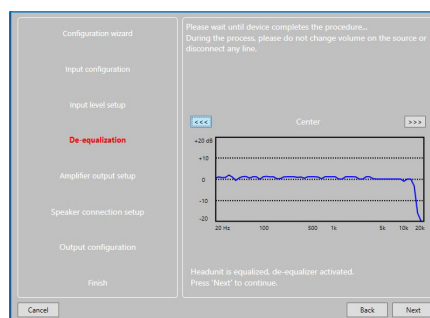 Configuration wizard
Input configuration
Input level setup
De-equalization
Amplifier output setup
Speaker connection setup
Output configuration
Finish
Please wait until device completes the procedure...
During the process, please do not change volume on the source or
disconnect any line.
<<< Center >>>
+20 dB
+10
0
-10
-20
20 Hz 100 500 1k 5k 10k 20k
Headunit is equalized, de-equalizer activated.
Press 'Next' to continue.
Cancel Back Next